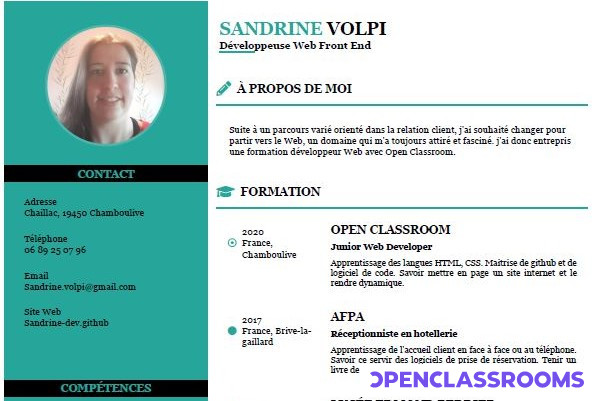 SANDRINE VOLPI
Développeuse Web Front End
À PROPOS DE MOI
Suite à un parcours varié orienté dans la relation client, j'ai souhaité changer pour
partir vers le Web, un domaine qui m'a toujours attiré et fasciné. j'ai donc entrepris
une formation développeur Web avec Open Classroom.
CONTACT
Adresse
Chaillac, 19450 Chamboulive
Téléphone
06 89 25 07 96
Email
Sandrine.volpi@gmail.com
Site Web
Sandrine-dev.github
COMPÉTENCES
FORMATION
2020
France,
Chamboulive
OPEN CLASSROOM
Junior Web Developer
Apprentissage des langues HTML, CSS. Maitrise de github et de
logiciel de code. Savoir mettre en page un site internet et le
rendre dynamique.
2017
France, Brive-la-
gaillard
AFPA
Réceptionniste en hotellerie
Apprentissage de l'accueil client en face à face ou au téléphone.
Savoir ce servir des logiciels de prise de réservation. Tenir un
livre de
OPENCLASSROOMS